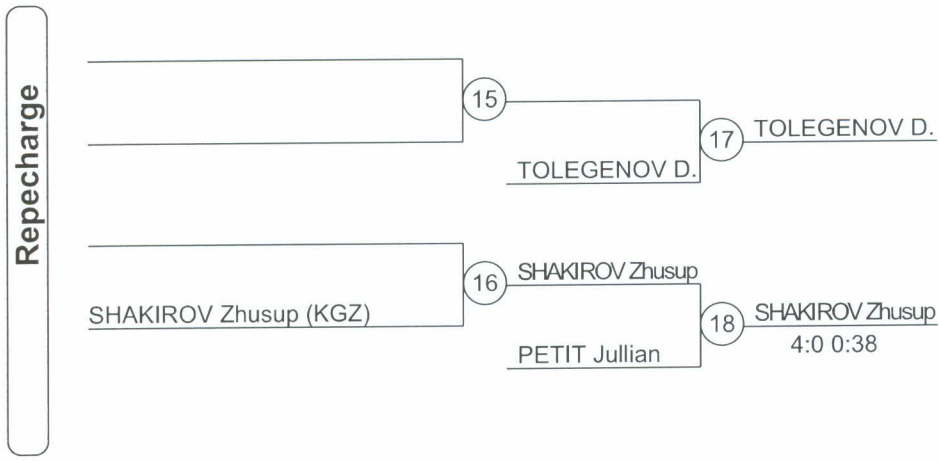 Repecharge
15
17
TOLEGENOV D.
TOLEGENOV D.
SHAKIROV Zhusup (KGZ)
16
SHAKIROV Zhusup
PETIT Jullian
18
SHAKIROV Zhusup
4:0 0:38